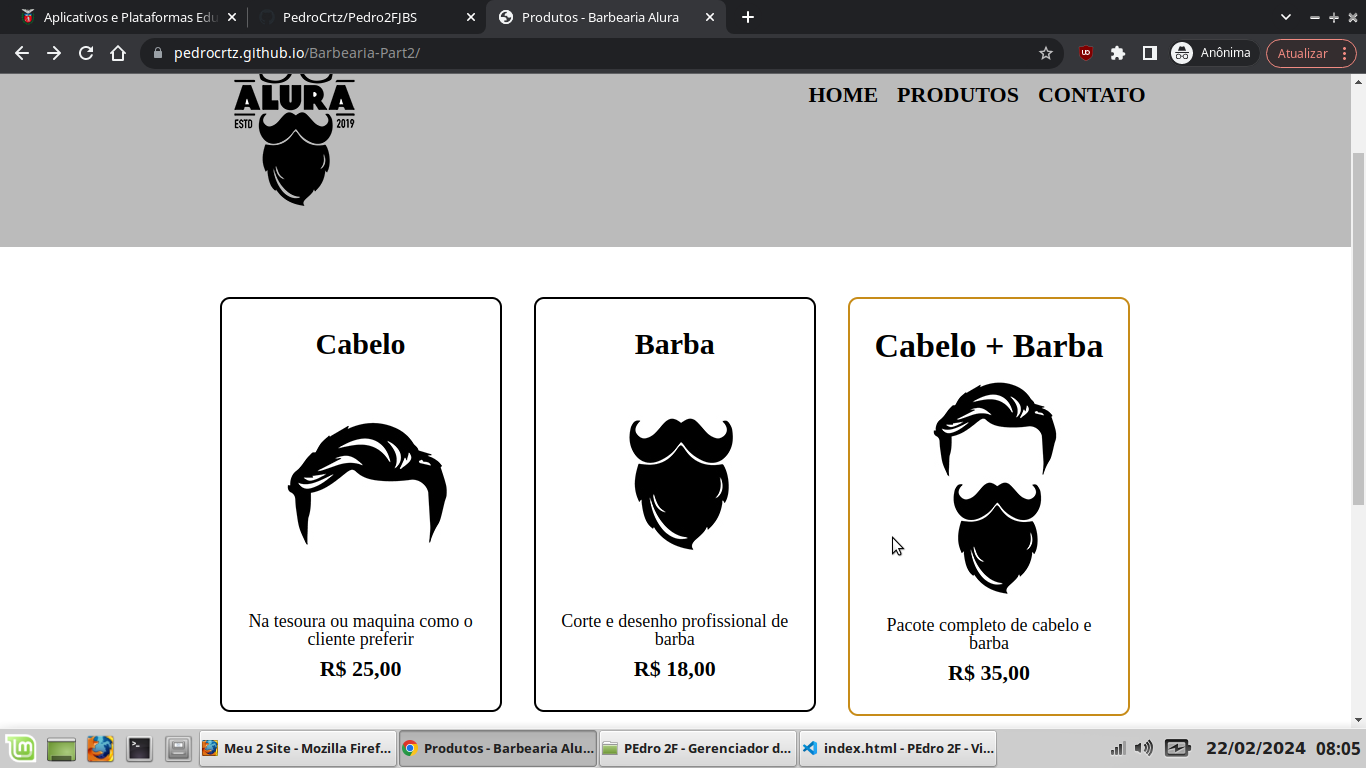 Aplicativos e Plataformas Edu
PedroCrtz/Pedro2FJBS
Produtos - Barbearia Alura
pedrocrtz.github.io/Barbearia-Part2/
Anônima
Atualizar
ALURA
ESTD 2019
HOME PRODUTOS CONTATO
Cabelo
Na tesoura ou maquina como o
cliente preferir
R$ 25,00
Barba
Corte e desenho profissional de
barba
R$ 18,00
Cabelo + Barba
Pacote completo de cabelo e
barba
R$ 35,00
Meu 2 Site - Mozilla Firef...
Produtos - Barbearia Alu...
PEdro 2F - Gerenciador d...
index.html - PEdro 2F - Vi...
22/02/2024 08:05